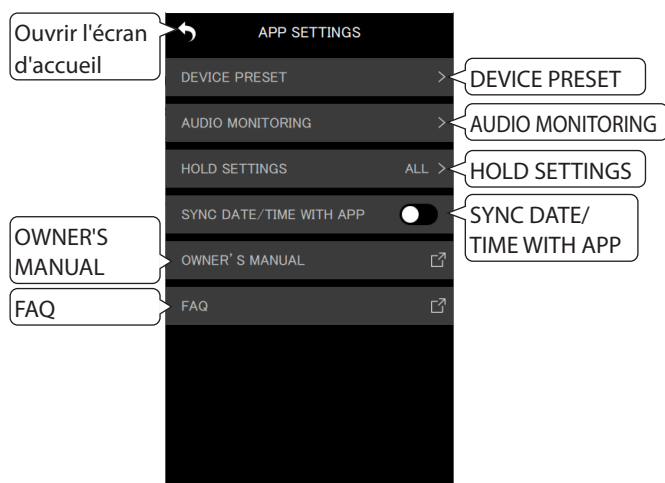 Ouvrir l'écran
d'accueil
APP SETTINGS
DEVICE PRESET
DEVICE PRESET
AUDIO MONITORING
AUDIO MONITORING
HOLD SETTINGS ALL
HOLD SETTINGS
SYNC DATE/TIME WITH APP
SYNC DATE/
TIME WITH APP
OWNER'S
MANUAL
OWNER'S MANUAL
FAQ
FAQ